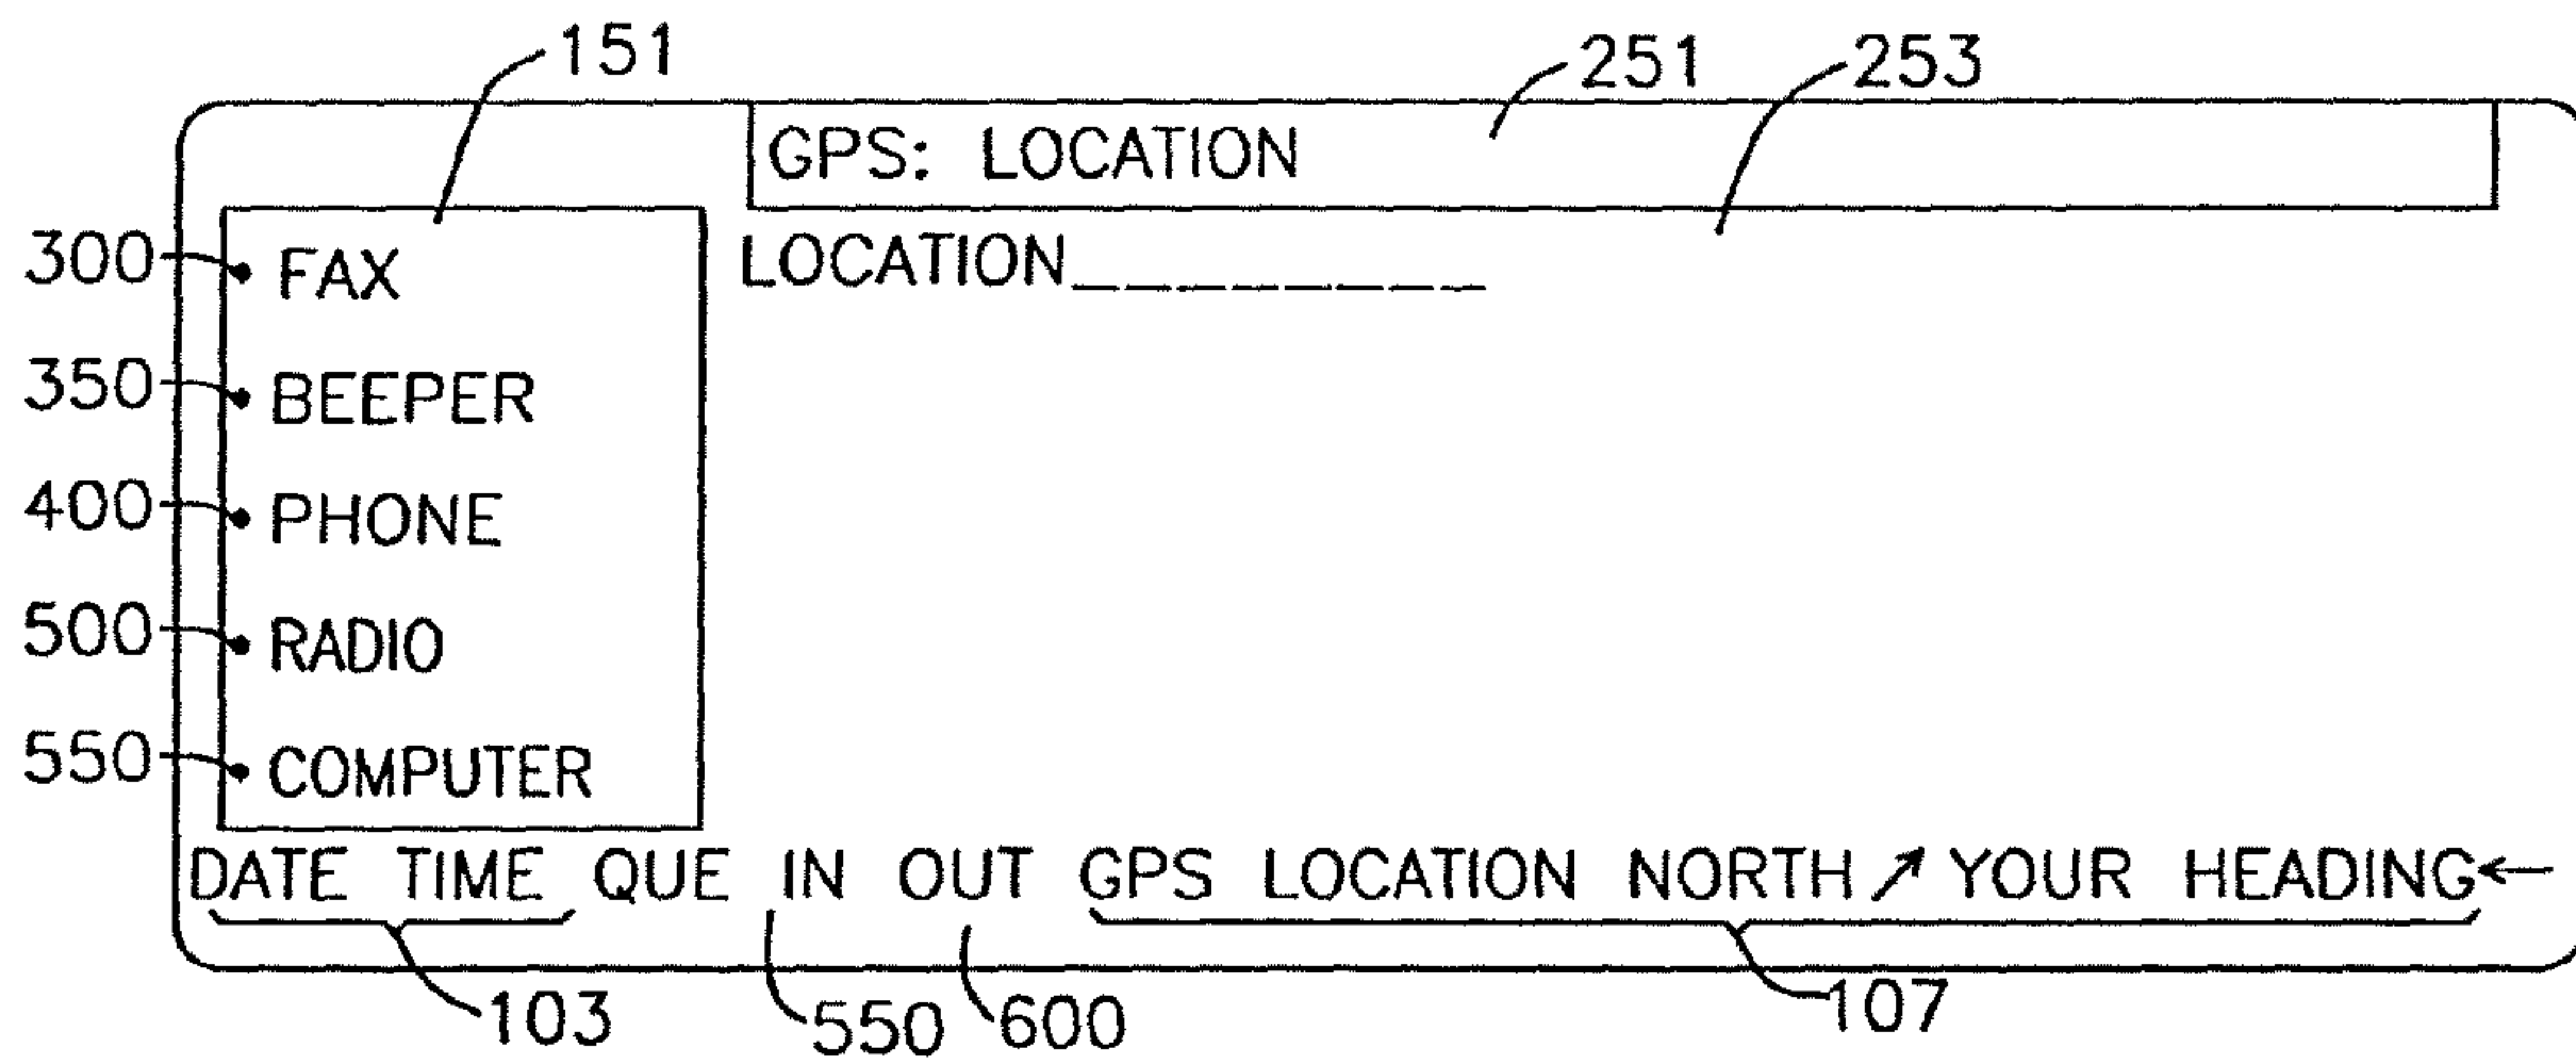 151
251
253
GPS: LOCATION
300
FAX
LOCATION_ _ _ _ _ _ _ _
350
BEEPER
400
PHONE
500
RADIO
550
COMPUTER
DATE TIME QUE IN OUT GPS LOCATION NORTH ↗ YOUR HEADING ←
103
550
600
107